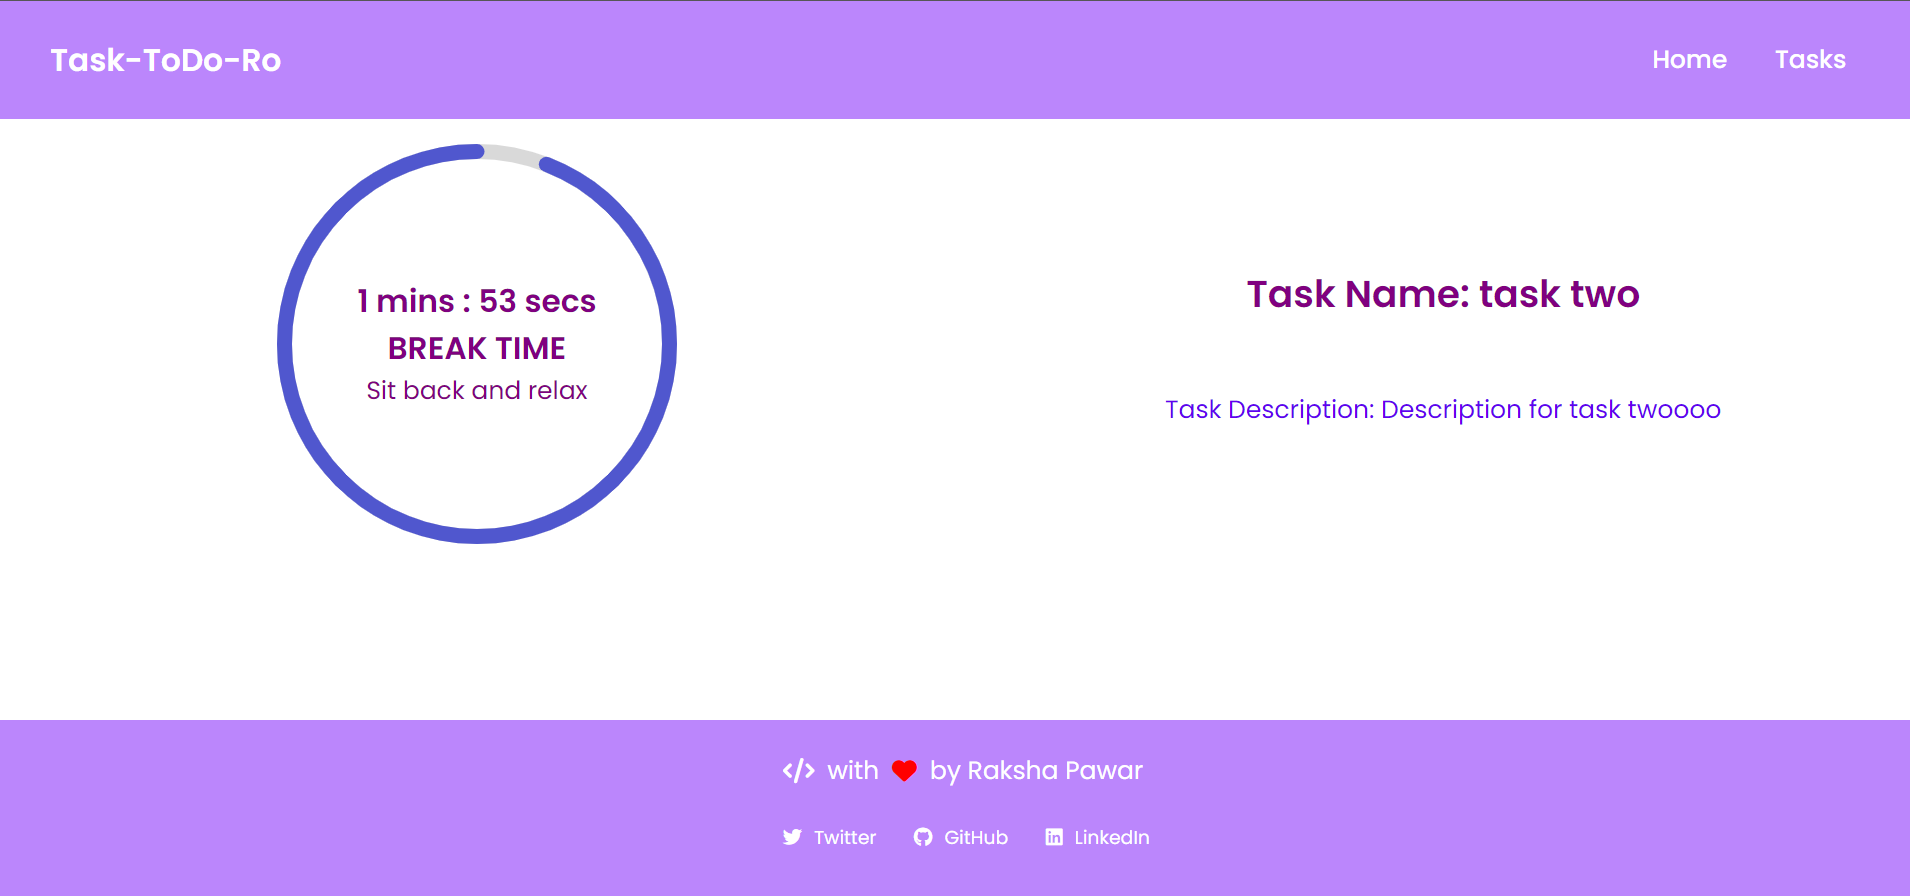 Task-ToDo-Ro
Home Tasks
1 mins : 53 secs
BREAK TIME
Sit back and relax
Task Name: task two
Task Description: Description for task twoooo
</> with ❤ by Raksha Pawar
Twitter GitHub LinkedIn